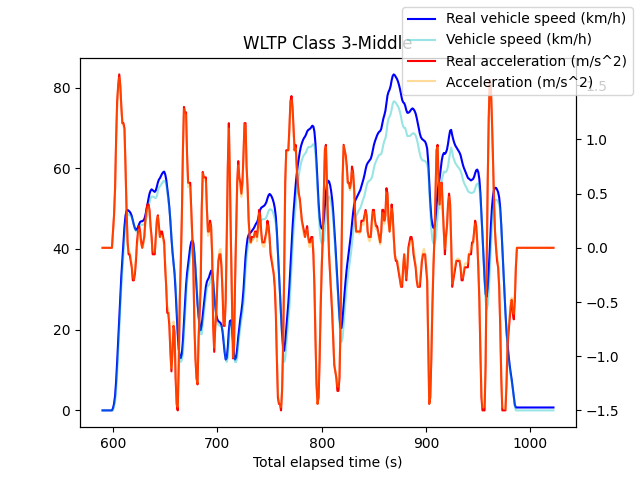 WLTP Class 3-Middle
Real vehicle speed (km/h)
Vehicle speed (km/h)
Real acceleration (m/s^2)
Acceleration (m/s^2)
80
60
40
20
0
1.5
1.0
0.5
0.0
−0.5
−1.0
−1.5
600 700 800 900 1000
Total elapsed time (s)